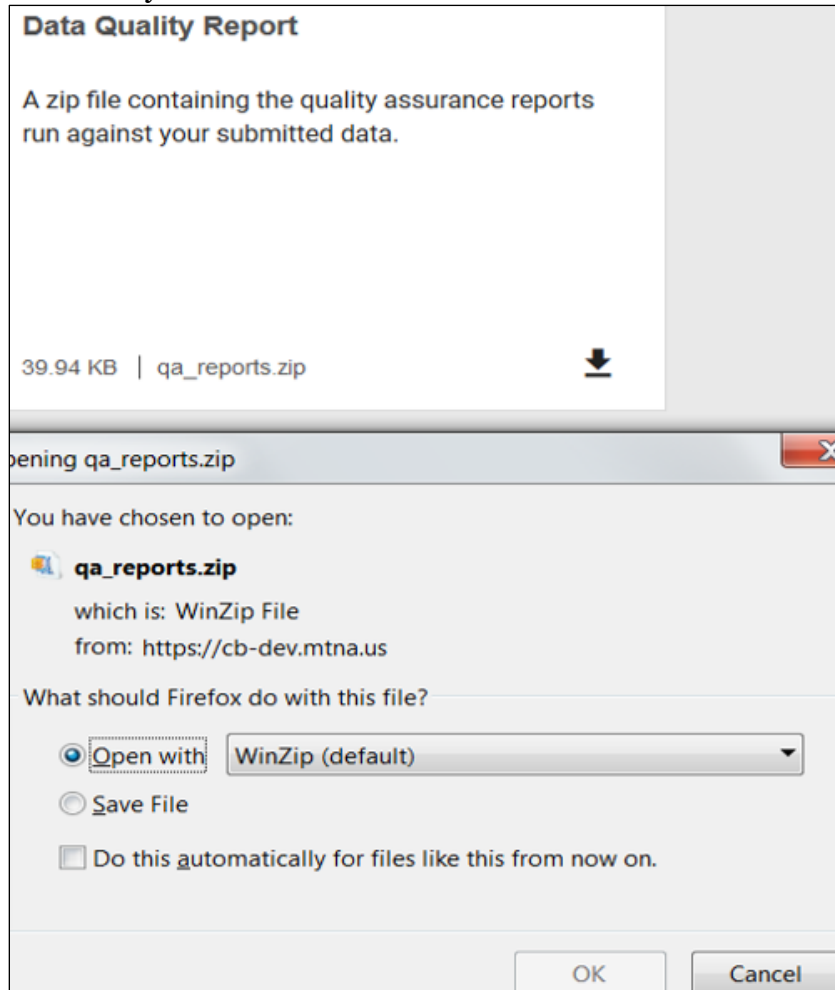 Data Quality Report
A zip file containing the quality assurance reports
run against your submitted data.
39.94 KB | qa_reports.zip
pening qa_reports.zip
You have chosen to open:
qa_reports.zip
which is: WinZip File
from: https://cb-dev.mtna.us
What should Firefox do with this file?
Open with WinZip (default)
Save File
Do this automatically for files like this from now on.
OK Cancel